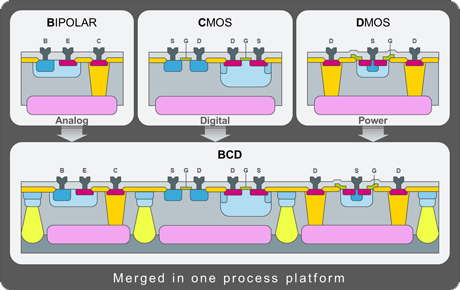 BIPOLAR CMOS DMOS
B E C S G D D G S D S G D
Analog Digital Power
BCD
B E C S G D D G S D S G D
Merged in one process platform